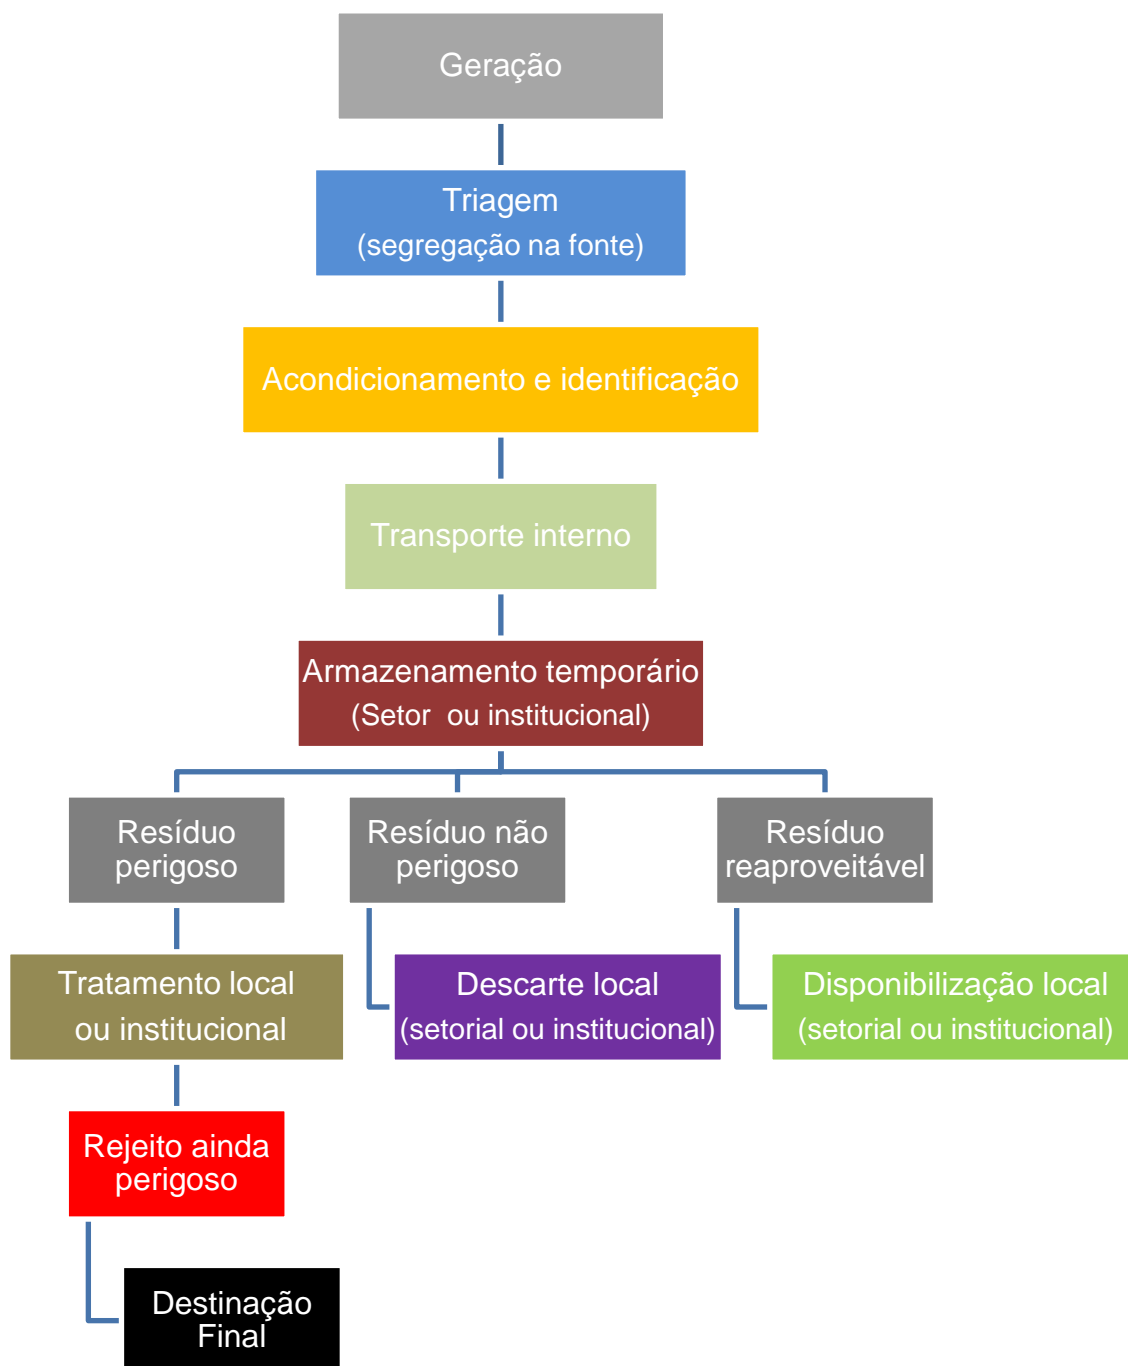 Geração
Triagem
(segregação na fonte)
Acondicionamento e identificação
Transporte interno
Armazenamento temporário
(Setor  ou institucional)
Resíduo
perigoso
Resíduo não
perigoso
Resíduo
reaproveitável
Tratamento local
ou institucional
Descarte local
(setorial ou institucional)
Disponibilização local
(setorial ou institucional)
Rejeito ainda
perigoso
Destinação
Final